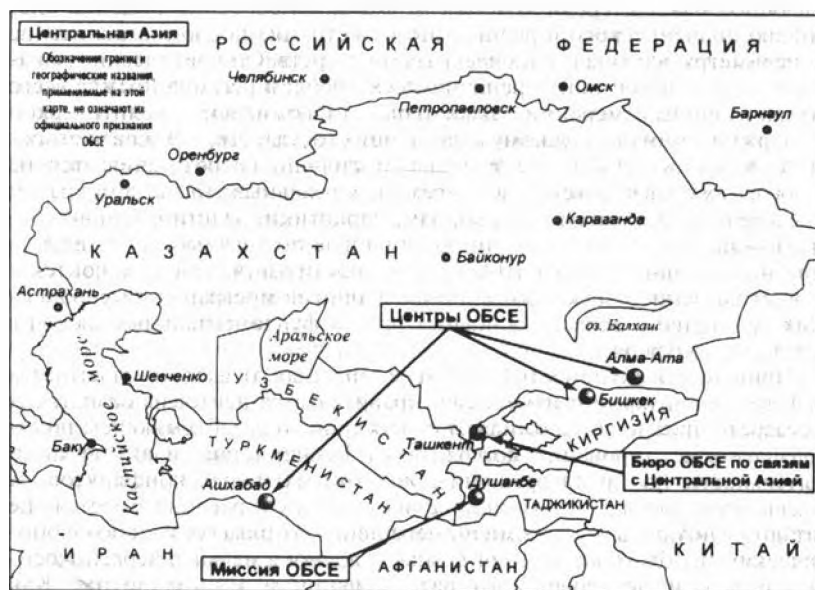 Центральная Азия
Обозначения границ и
географические названия,
примененные на этой
карте, не означают их
официального признания
ОБСЕ
РОССИЙСКАЯ ФЕДЕРАЦИЯ
Челябинск
Петропавловск
Омск
Барнаул
Оренбург
Уральск
Караганда
КАЗАХСТАН
Байконур
Астрахань
Центры ОБСЕ
оз. Балхаш
Аральское
море
Алма-Ата
Шевченко
Каспийское море
УЗБЕКИСТАН
Бишкек
КИРГИЗИЯ
Ташкент
Баку
ТУРКМЕНИСТАН
Бюро ОБСЕ по связям
с Центральной Азией
Ашхабад
Душанбе
ТАДЖИКИСТАН
ИРАН
КИТАЙ
Миссия ОБСЕ
АФГАНИСТАН